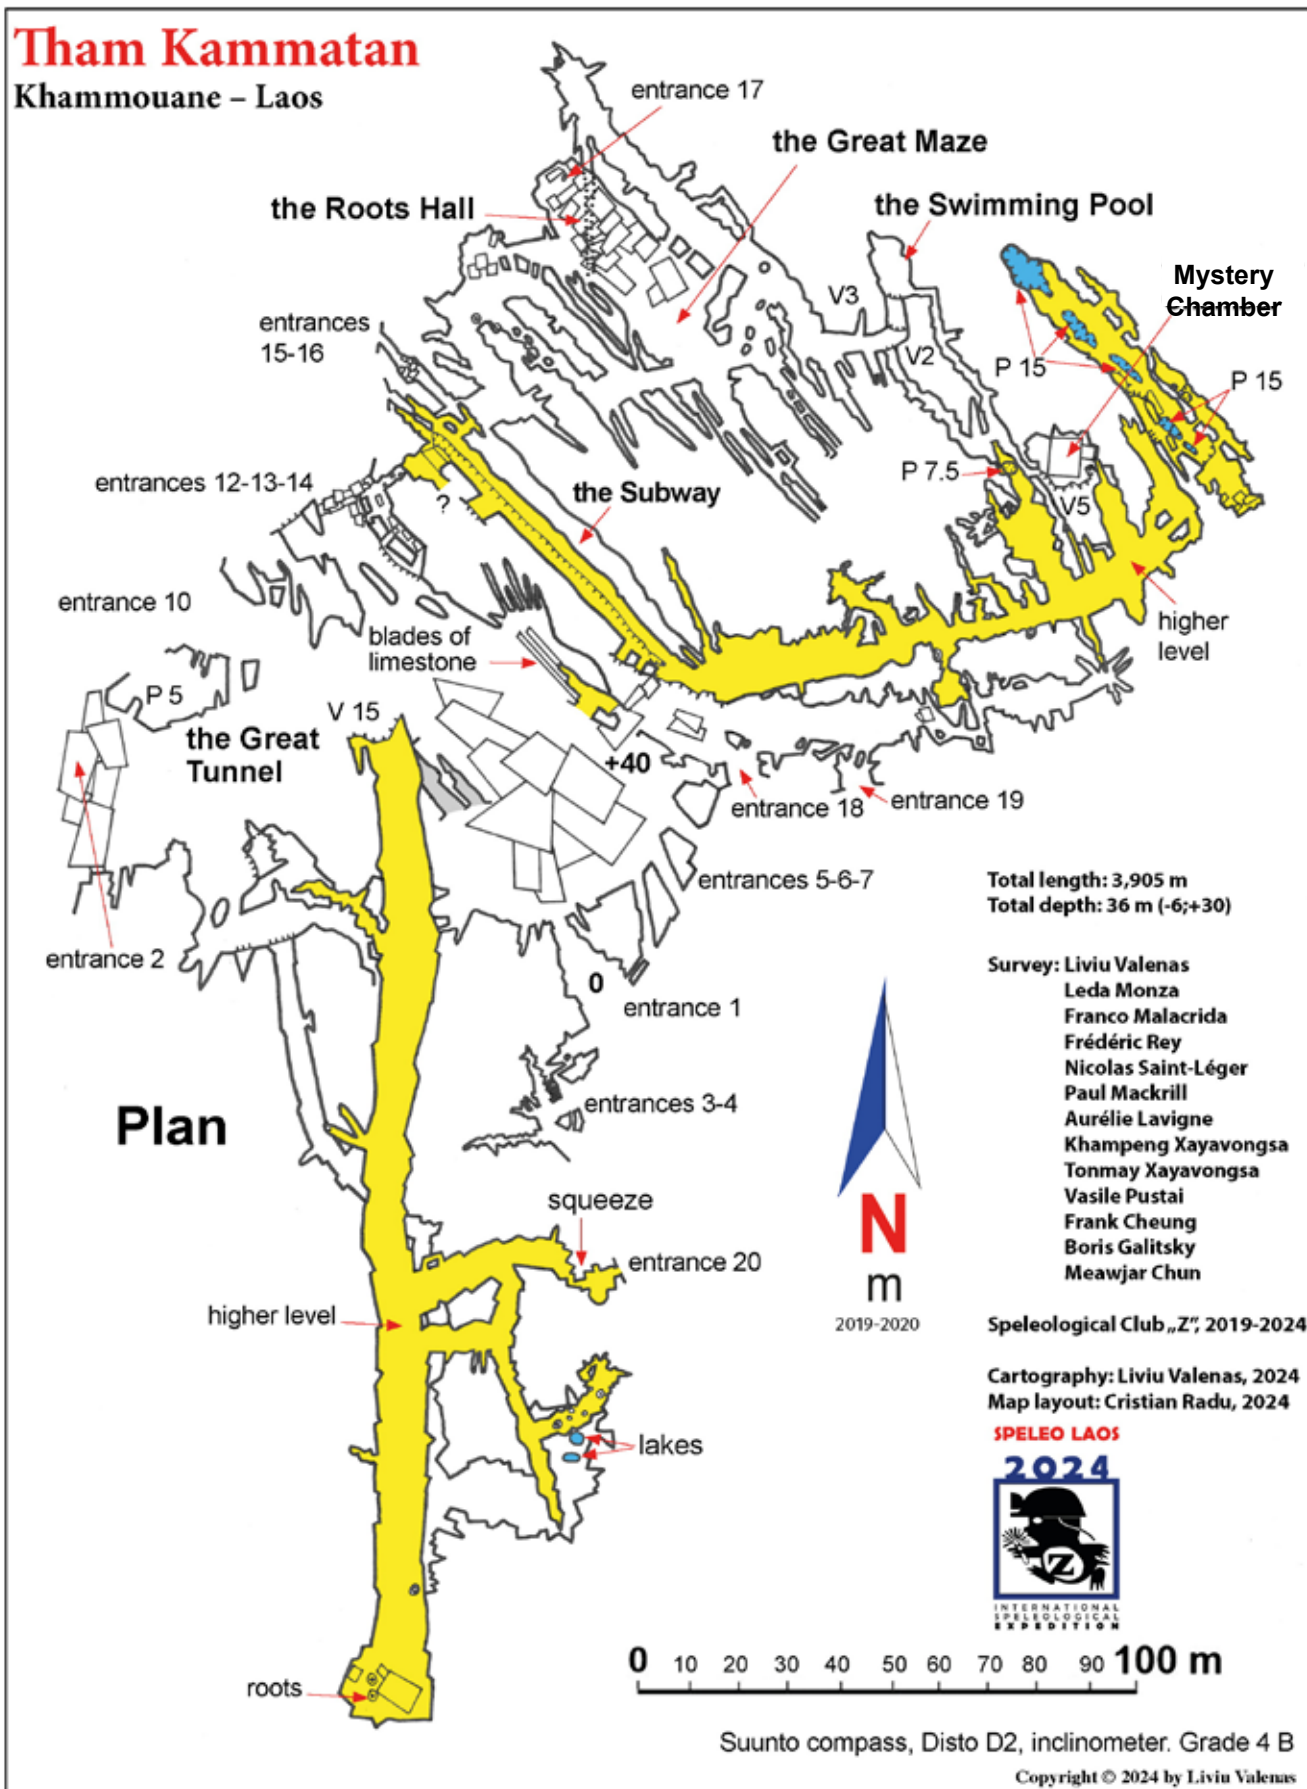 Tham Kammatan
Khammouane – Laos
entrance 17
the Great Maze
the Roots Hall
the Swimming Pool
Mystery
Chamber
V3
entrances
15-16
V2
P 15
P 15
entrances 12-13-14
?
the Subway
P 7.5
V5
entrance 10
blades of
limestone
higher
level
P 5
V 15
the Great
Tunnel
+40
entrance 18
entrance 19
entrances 5-6-7
entrance 2
0
entrance 1
Total length: 3,905 m
Total depth: 36 m (-6;+30)
Survey: Liviu Valenas
Leda Monza
Franco Malacrida
Frédéric Rey
Nicolas Saint-Léger
Paul Mackrill
Aurélie Lavigne
Khampeng Xayavongsa
Tonmay Xayavongsa
Vasile Pustai
Frank Cheung
Boris Galitsky
Meawjar Chun
entrances 3-4
Plan
squeeze
entrance 20
N
m
2019-2020
higher level
Speleological Club „Z”, 2019-2024
Cartography: Liviu Valenas, 2024
Map layout: Cristian Radu, 2024
lakes
SPELEO LAOS
2024
Z
INTERNATIONAL
SPELEOLOGICAL
EXPEDITION
roots
0 10 20 30 40 50 60 70 80 90 100 m
Suunto compass, Disto D2, inclinometer. Grade 4 B
Copyright © 2024 by Liviu Valenas